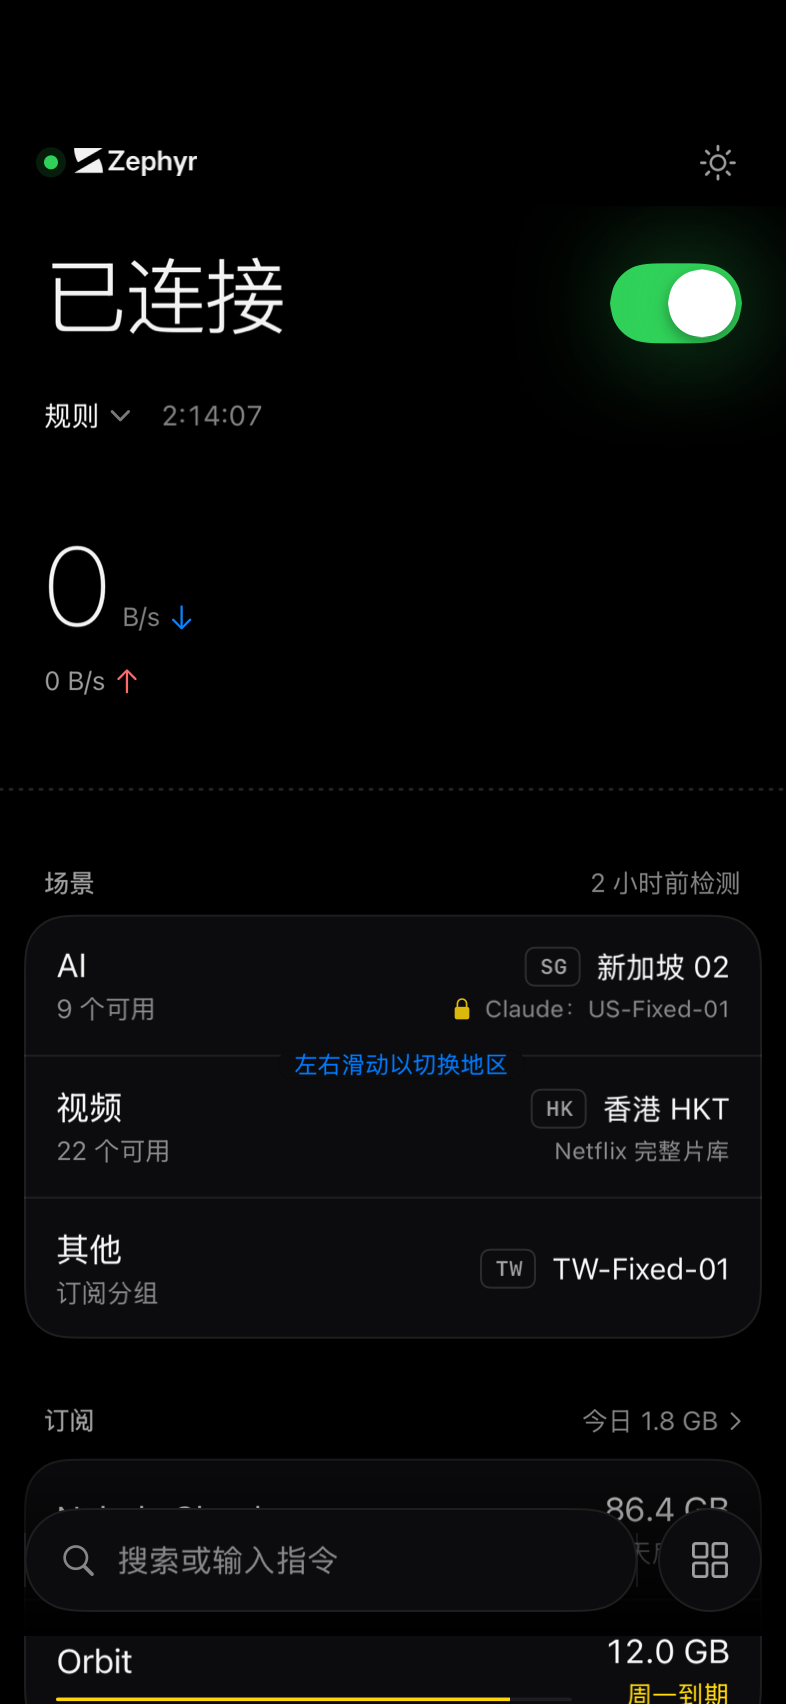 Zephyr
已连接
规则 2:14:07
0 B/s ↓
0 B/s ↑
场景 2 小时前检测
AI SG 新加坡 02
9 个可用 Claude: US-Fixed-01
左右滑动以切换地区
视频 HK 香港 HKT
22 个可用 Netflix 完整片库
其他 TW TW-Fixed-01
订阅分组
订阅 今日 1.8 GB
86.4 GB
搜索或输入指令
Orbit 12.0 GB
周一到期